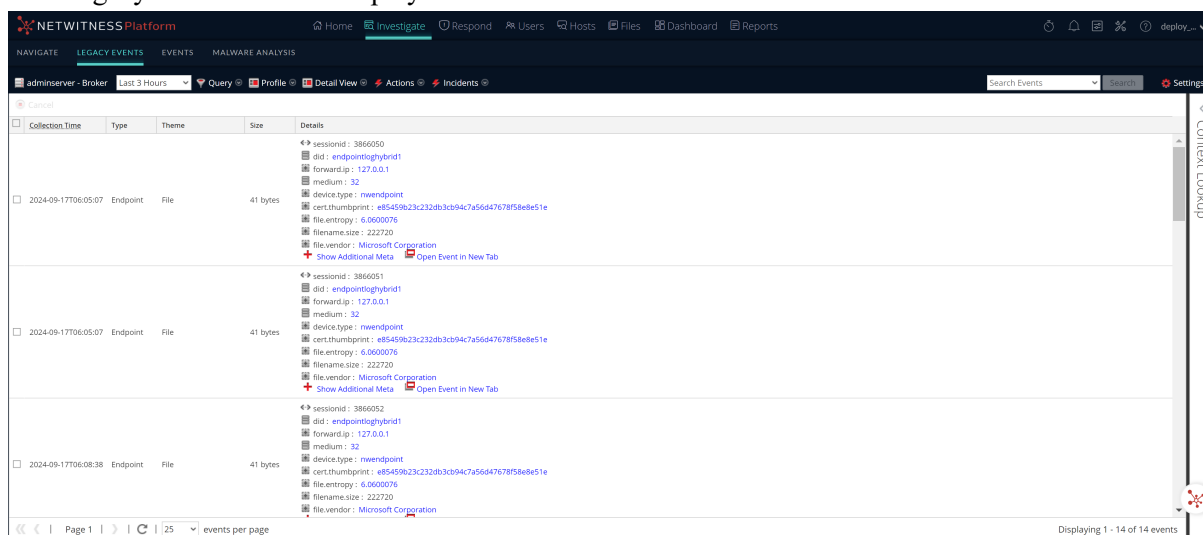 NETWITNESS Platform Home Investigate Respond Users Hosts Files Dashboard Reports deploy_...
NAVIGATE LEGACY EVENTS EVENTS MALWARE ANALYSIS
adminserver - Broker Last 3 Hours Query Profile Detail View Actions Incidents Search Events Search Settings
Cancel
Collection Time Type Theme Size Details
sessionid : 3866050
did : endpointloghybrid1
forward.ip : 127.0.0.1
medium : 32
device.type : nwendpoint
2024-09-17T06:05:07 Endpoint File 41 bytes cert.thumbprint : e85459b23c232db3cb94c7a56d47678f58e8e51e
file.entropy : 6.0600076
filename.size : 222720
file.vendor : Microsoft Corporation
Show Additional Meta Open Event in New Tab
sessionid : 3866051
did : endpointloghybrid1
forward.ip : 127.0.0.1
medium : 32
device.type : nwendpoint
2024-09-17T06:05:07 Endpoint File 41 bytes cert.thumbprint : e85459b23c232db3cb94c7a56d47678f58e8e51e
file.entropy : 6.0600076
filename.size : 222720
file.vendor : Microsoft Corporation
Show Additional Meta Open Event in New Tab
sessionid : 3866052
did : endpointloghybrid1
forward.ip : 127.0.0.1
medium : 32
device.type : nwendpoint
2024-09-17T06:08:38 Endpoint File 41 bytes cert.thumbprint : e85459b23c232db3cb94c7a56d47678f58e8e51e
file.entropy : 6.0600076
filename.size : 222720
file.vendor : Microsoft Corporation
Page 1 25 events per page Displaying 1 - 14 of 14 events
Context Lookup